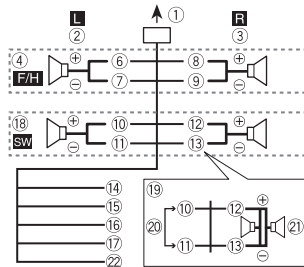 L R ①
② ③
④ ⊕ ⑥ ⑧ ⊕
F/H ⑦ ⑨
⊖ ⊖
⑱ ⊕ ⑩ ⑫ ⊕
SW ⑪ ⑬
⊖ ⊖
⑭
⑮
⑯
⑰
㉒
⑲
⑩ ⑫ ⊕
⑳ ㉑
⑪ ⑬ ⊖